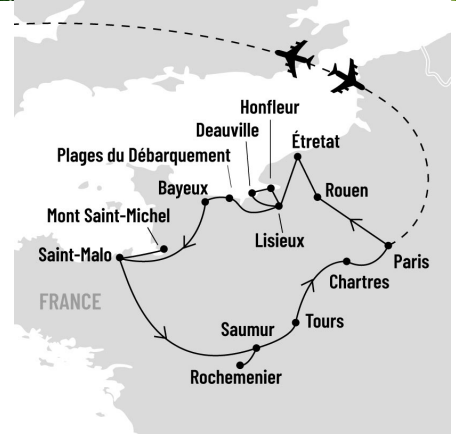 Honfleur
Deauville
Étretat
Plages du Débarquement
Bayeux
Rouen
Mont Saint-Michel
Lisieux
Saint-Malo
Paris
Chartres
FRANCE
Tours
Saumur
Rochemenier